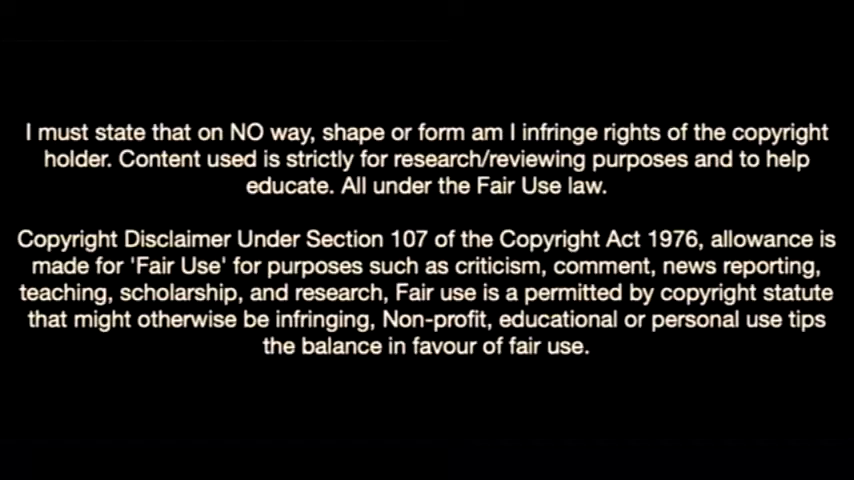 I must state that on NO way, shape or form am I infringe rights of the copyright
holder. Content used is strictly for research/reviewing purposes and to help
educate. All under the Fair Use law.
Copyright Disclaimer Under Section 107 of the Copyright Act 1976, allowance is
made for 'Fair Use' for purposes such as criticism, comment, news reporting,
teaching, scholarship, and research, Fair use is a permitted by copyright statute
that might otherwise be infringing, Non-profit, educational or personal use tips
the balance in favour of fair use.